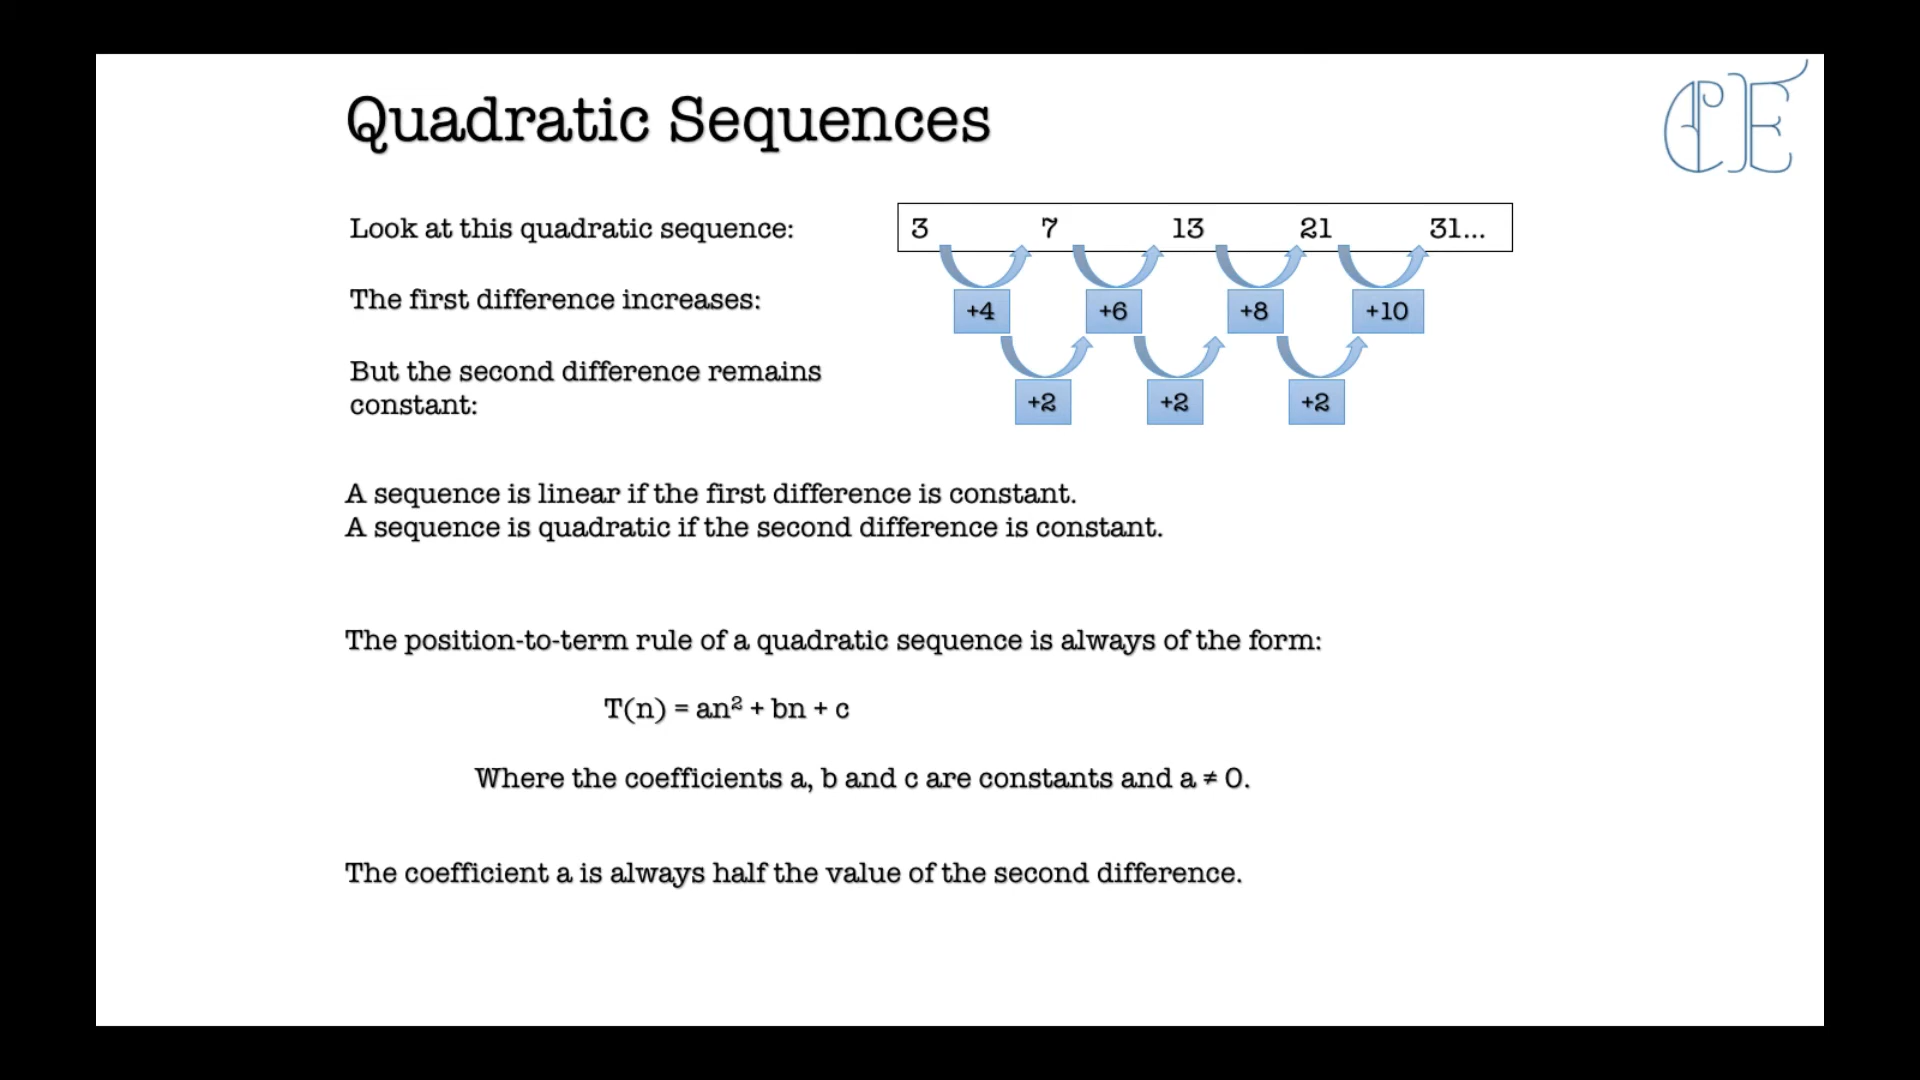 Quadratic Sequences
CE
Look at this quadratic sequence:
3 7 13 21 31...
The first difference increases:
+4 +6 +8 +10
But the second difference remains
constant:
+2 +2 +2
A sequence is linear if the first difference is constant.
A sequence is quadratic if the second difference is constant.
The position-to-term rule of a quadratic sequence is always of the form:
T(n) = an² + bn + c
Where the coefficients a, b and c are constants and a ≠ 0.
The coefficient a is always half the value of the second difference.